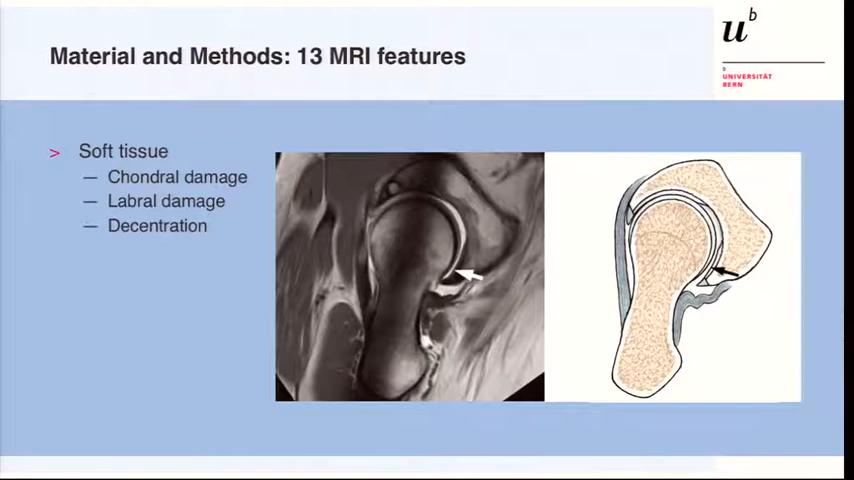 Material and Methods: 13 MRI features
u
b
b
UNIVERSITÄT
BERN
> Soft tissue
— Chondral damage
— Labral damage
— Decentration